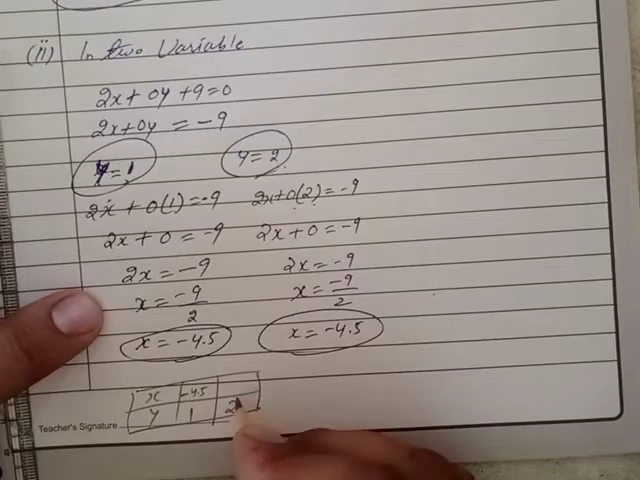 (ii) In two Variable
2x + 0y + 9 = 0
2x + 0y = -9
y = 1 y = 2
2x + 0(1) = -9 2x + 0(2) = -9
2x + 0 = -9 2x + 0 = -9
2x = -9 2x = -9
x = -9/2 x = -9/2
x = -4.5 x = -4.5
x -4.5
y 1 2
Teacher's Signature